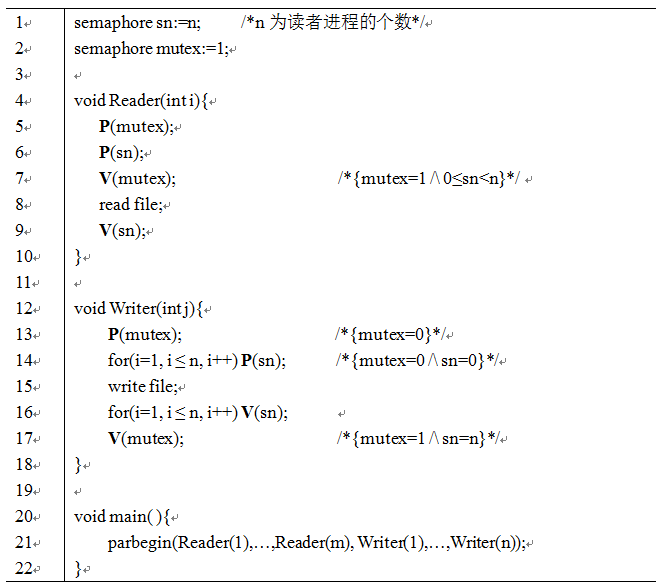 1 semaphore sn:=n; /*n 为读者进程的个数*/↵
2 semaphore mutex:=1;↵
3 ↵
4 void Reader(int i){↵
5 P(mutex);↵
6 P(sn);↵
7 V(mutex); /*{mutex=1 /\ 0≤sn<n}*/ ↵
8 read file;↵
9 V(sn);↵
10 }↵
11 ↵
12 void Writer(int j){↵
13 P(mutex); /*{mutex=0}*/↵
14 for(i=1, i ≤ n, i++) P(sn); /*{mutex=0 /\ sn=0}*/↵
15 write file;↵
16 for(i=1, i ≤ n, i++) V(sn); ↵
17 V(mutex); /*{mutex=1 /\ sn=n}*/↵
18 }↵
19 ↵
20 void main( ){↵
21 parbegin(Reader(1),…,Reader(m), Writer(1),…,Writer(n));↵
22 }↵